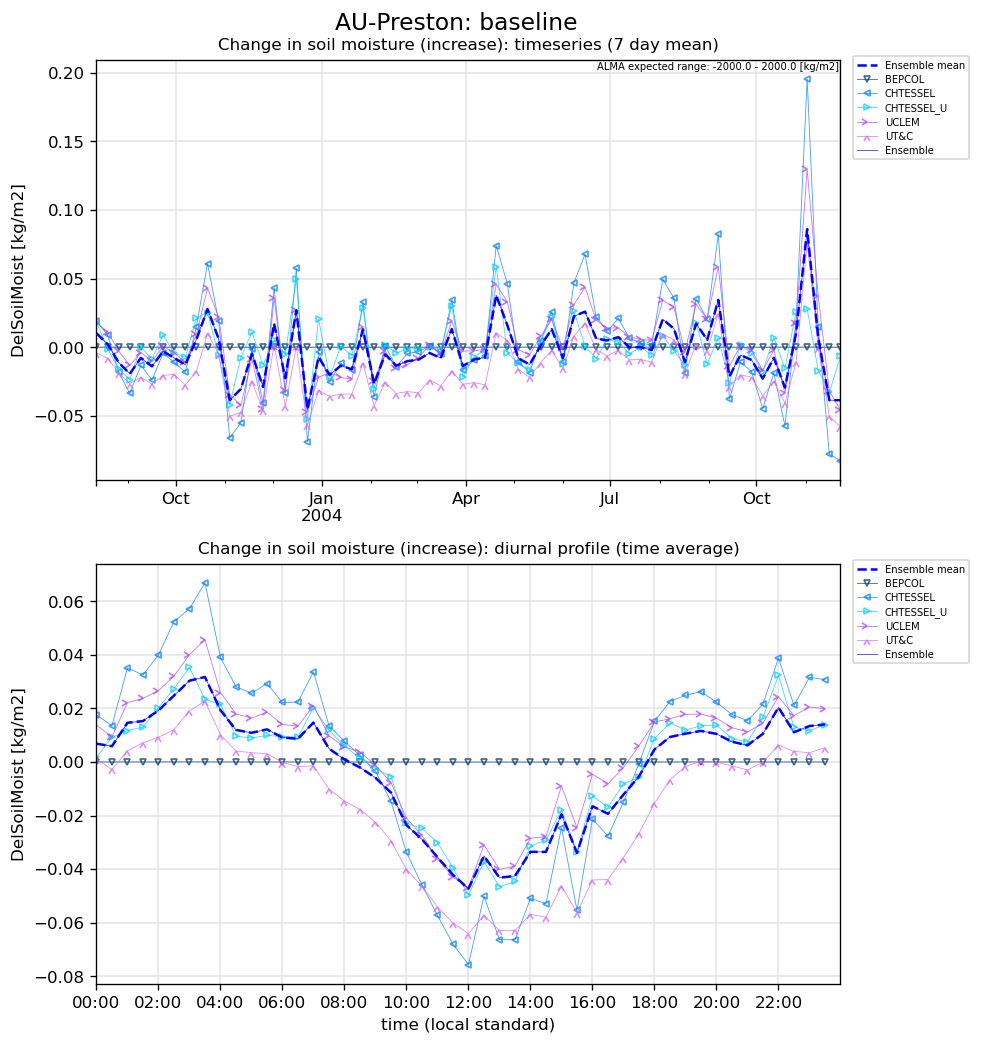 AU-Preston: baseline
Change in soil moisture (increase): timeseries (7 day mean)
ALMA expected range: -2000.0 - 2000.0 [kg/m2]
DelSoilMoist [kg/m2]
0.20
0.15
0.10
0.05
0.00
−0.05
Oct
Jan
2004
Apr
Jul
Oct
Ensemble mean
BEPCOL
CHTESSEL
CHTESSEL_U
UCLEM
UT&C
Ensemble
Change in soil moisture (increase): diurnal profile (time average)
DelSoilMoist [kg/m2]
0.06
0.04
0.02
0.00
−0.02
−0.04
−0.06
−0.08
00:00 02:00 04:00 06:00 08:00 10:00 12:00 14:00 16:00 18:00 20:00 22:00
time (local standard)
Ensemble mean
BEPCOL
CHTESSEL
CHTESSEL_U
UCLEM
UT&C
Ensemble